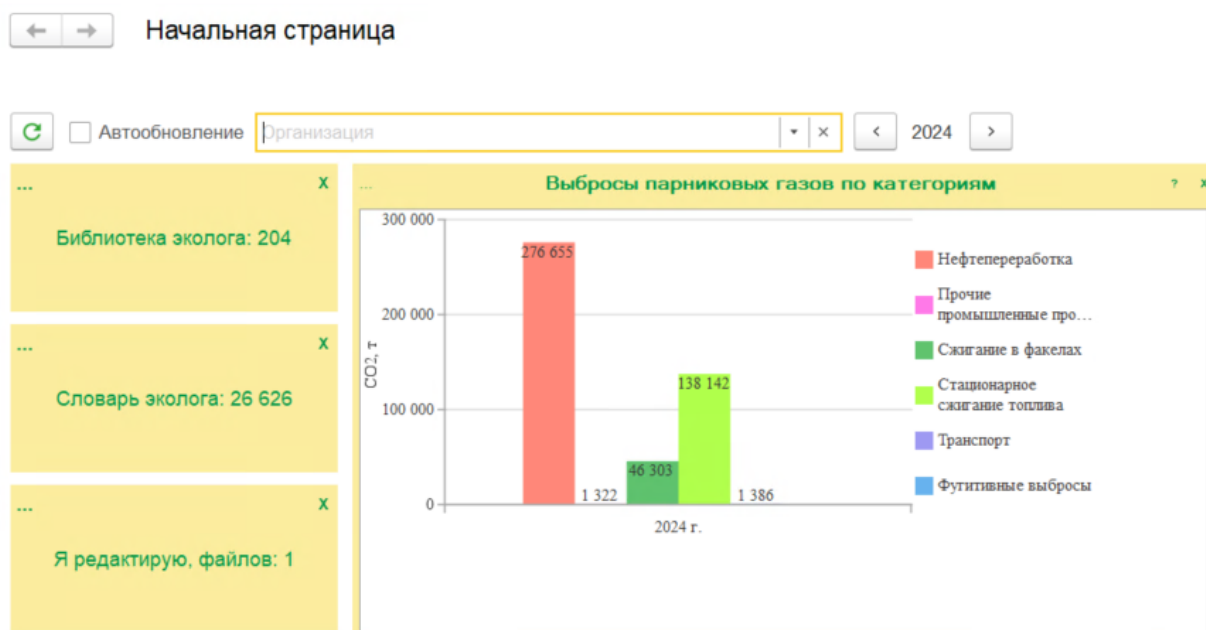 Начальная страница
Автообновление
Организация
2024
...
X
Библиотека эколога: 204
...
X
Словарь эколога: 26 626
...
X
Я редактирую, файлов: 1
...
Выбросы парниковых газов по категориям
?
X
300 000
200 000
100 000
0
CO2, т
276 655
1 322
46 303
138 142
1 386
2024 г.
Нефтепереработка
Прочие
промышленные про...
Сжигание в факелах
Стационарное
сжигание топлива
Транспорт
Фугитивные выбросы